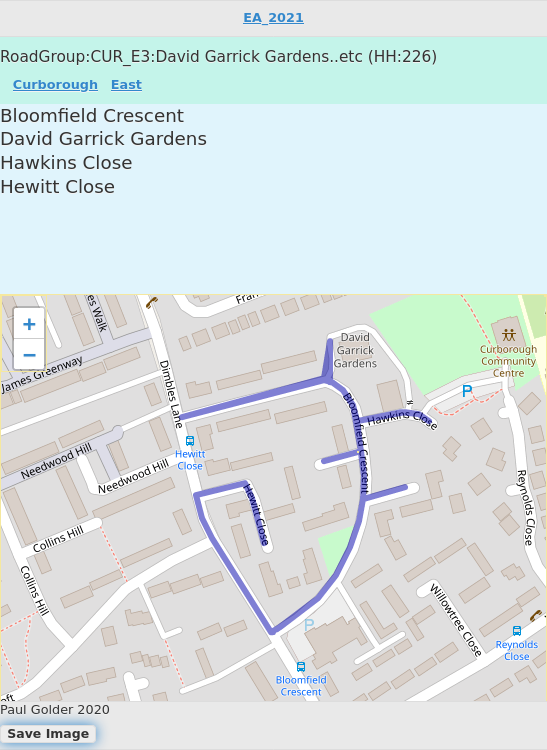 EA_2021
RoadGroup:CUR_E3:David Garrick Gardens..etc (HH:226)
Curborough East
Bloomfield Crescent
David Garrick Gardens
Hawkins Close
Hewitt Close
+
−
es Walk
Fran
James Greenway
Dimbles Lane
David
Garrick
Gardens
Curborough
Community
Centre
P
Bloomfield Crescent
Hawkins Close
Needwood Hill
Hewitt
Close
Needwood Hill
Hewitt Close
Reynolds Close
Collins Hill
Collins Hill
Willowtree Close
P
Reynolds
Close
Bloomfield
Crescent
oft
Paul Golder 2020
Save Image